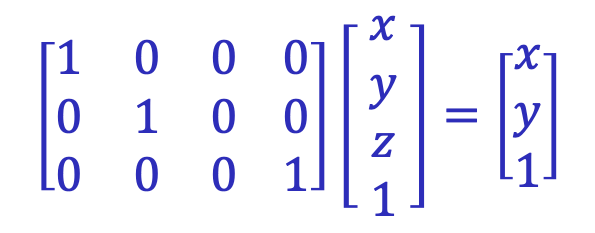 [1 0 0 0
0 1 0 0
0 0 0 1] [x
y
z
1] = [x
y
1]